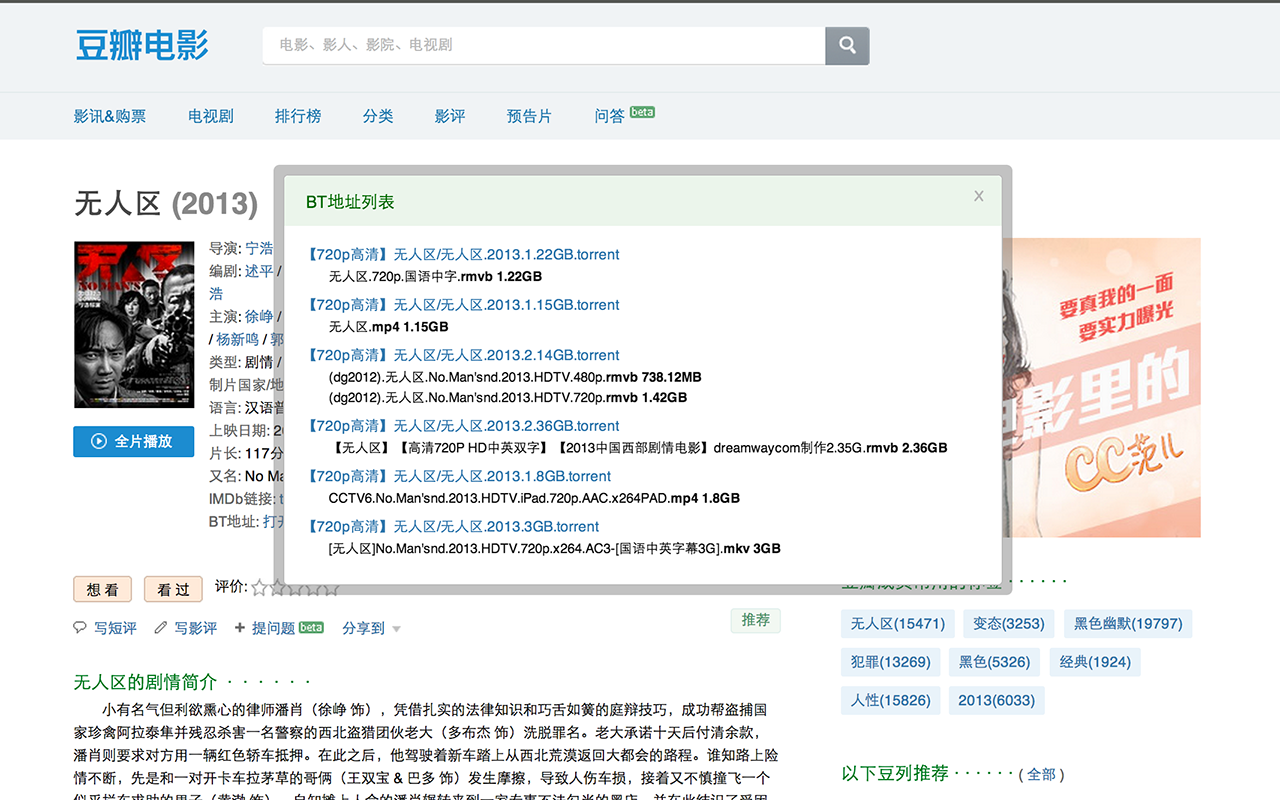 豆瓣电影
电影、影人、影院、电视剧
影讯&购票 电视剧 排行榜 分类 影评 预告片 问答 beta
无人区 (2013)
无人区
导演: 宁浩
编剧: 述平 /
浩
主演: 徐峥 /
/ 杨新鸣 / 郭
类型: 剧情 /
制片国家/地
语言: 汉语普
上映日期: 2
片长: 117分
又名: No Ma
IMDb链接: t
BT地址: 打开
全片播放
BT地址列表 X
【720p高清】无人区/无人区.2013.1.22GB.torrent
无人区.720p.国语中字.rmvb 1.22GB
【720p高清】无人区/无人区.2013.1.15GB.torrent
无人区.mp4 1.15GB
【720p高清】无人区/无人区.2013.2.14GB.torrent
(dg2012).无人区.No.Man'snd.2013.HDTV.480p.rmvb 738.12MB
(dg2012).无人区.No.Man'snd.2013.HDTV.720p.rmvb 1.42GB
【720p高清】无人区/无人区.2013.2.36GB.torrent
【无人区】【高清720P HD中英双字】【2013中国西部剧情电影】dreamwaycom制作2.35G.rmvb 2.36GB
【720p高清】无人区/无人区.2013.1.8GB.torrent
CCTV6.No.Man'snd.2013.HDTV.iPad.720p.AAC.x264PAD.mp4 1.8GB
【720p高清】无人区/无人区.2013.3GB.torrent
[无人区]No.Man'snd.2013.HDTV.720p.x264.AC3-[国语中英字幕3G].mkv 3GB
要真我的一面
要实力曝光
影里的
CC范儿
想看 看过 评价:
写短评 写影评 + 提问题 beta 分享到
推荐
无人区的剧情简介 · · · · · ·
小有名气但利欲熏心的律师潘肖（徐峥 饰），凭借扎实的法律知识和巧舌如簧的庭辩技巧，成功帮盗捕国
家珍禽阿拉泰隼并残忍杀害一名警察的西北盗猎团伙老大（多布杰 饰）洗脱罪名。老大承诺十天后付清余款，
潘肖则要求对方用一辆红色轿车抵押。在此之后，他驾驶着新车踏上从西北荒漠返回大都会的路程。谁知路上险
情不断，先是和一对开卡车拉茅草的哥俩（王双宝 & 巴多 饰）发生摩擦，导致人伤车损，接着又不慎撞飞一个
无人区(15471) 变态(3253) 黑色幽默(19797)
犯罪(13269) 黑色(5326) 经典(1924)
人性(15826) 2013(6033)
以下豆列推荐 · · · · · · ( 全部 )